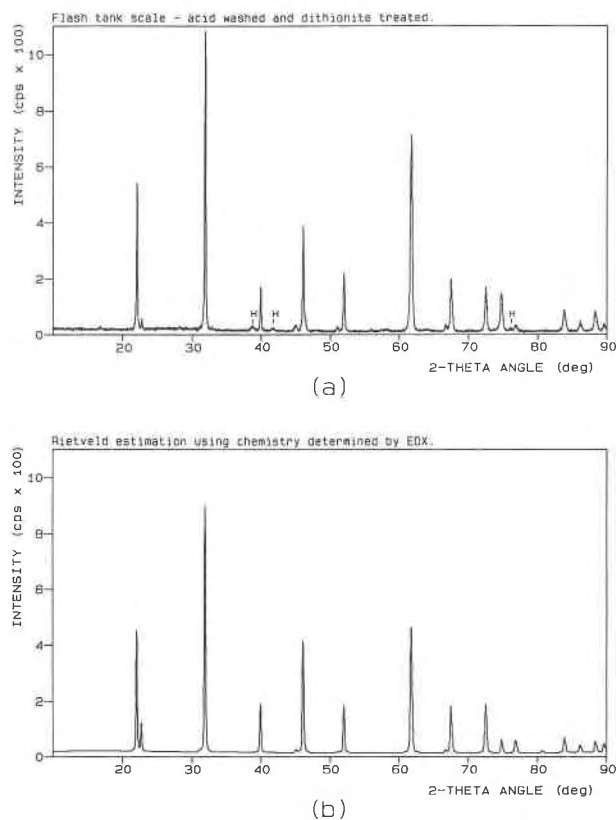 Flash tank scale - acid washed and dithionite treated.
INTENSITY (cps x 100)
10
8
6
4
2
0
H
H
H
20 30 40 50 60 70 80 90
2-THETA ANGLE (deg)
(a)
Rietveld estimation using chemistry determined by EDX.
INTENSITY (cps x 100)
10
8
6
4
2
0
20 30 40 50 60 70 80 90
2-THETA ANGLE (deg)
(b)